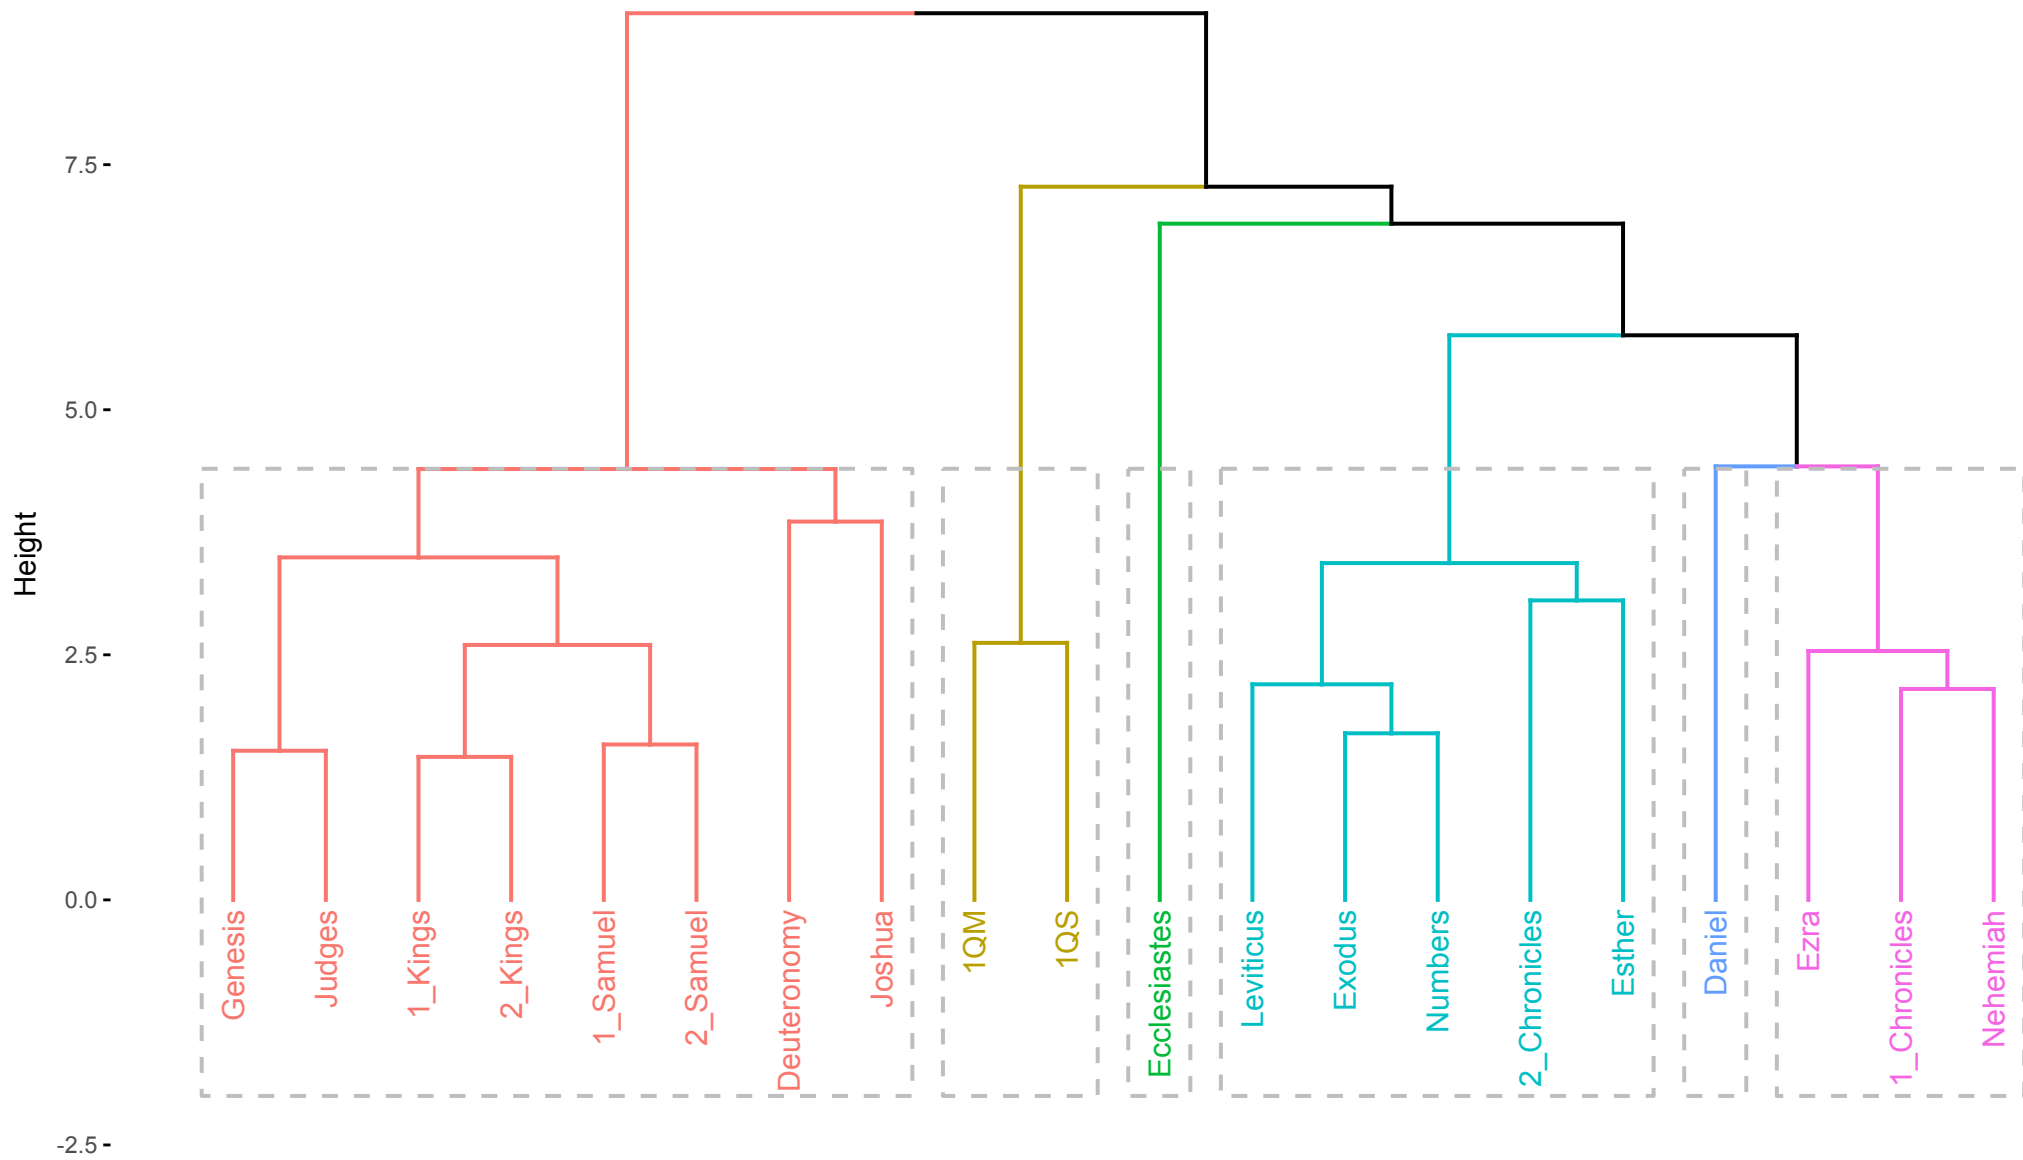 7.5
5.0
2.5
0.0
-2.5
Height
Genesis
Judges
1_Kings
2_Kings
1_Samuel
2_Samuel
Deuteronomy
Joshua
1QM
1QS
Ecclesiastes
Leviticus
Exodus
Numbers
2_Chronicles
Esther
Daniel
Ezra
1_Chronicles
Nehemiah